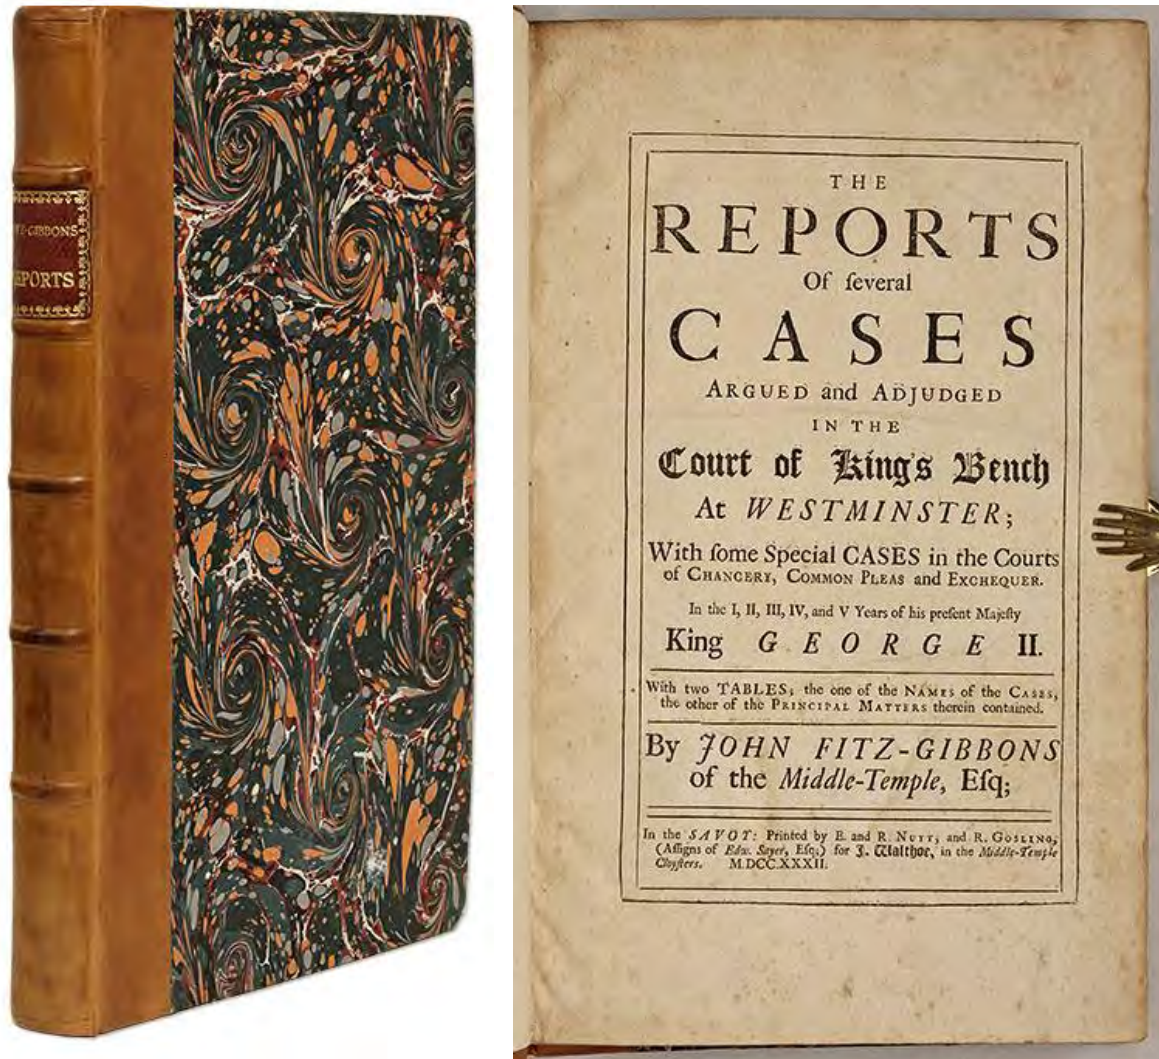 -GIBBONS
REPORTS
THE
REPORTS
Of ſeveral
CASES
ARGUED and ADJUDGED
IN THE
Court of King's Bench
At WESTMINSTER;
With ſome Special CASES in the Courts
of CHANCERY, COMMON PLEAS and EXCHEQUER.
In the I, II, III, IV, and V Years of his preſent Majeſty
King GEORGE II.
With two TABLES; the one of the NAMES of the CASES,
the other of the PRINCIPAL MATTERS therein contained.
By JOHN FITZ-GIBBONS
of the Middle-Temple, Eſq;
In the SAVOY: Printed by E. and R. NUTT, and R. GOSLING,
(Aſſigns of Edw. Sayer, Eſq;) for J. Walthoe, in the Middle-Temple
Cloyſters. M.DCC.XXXII.